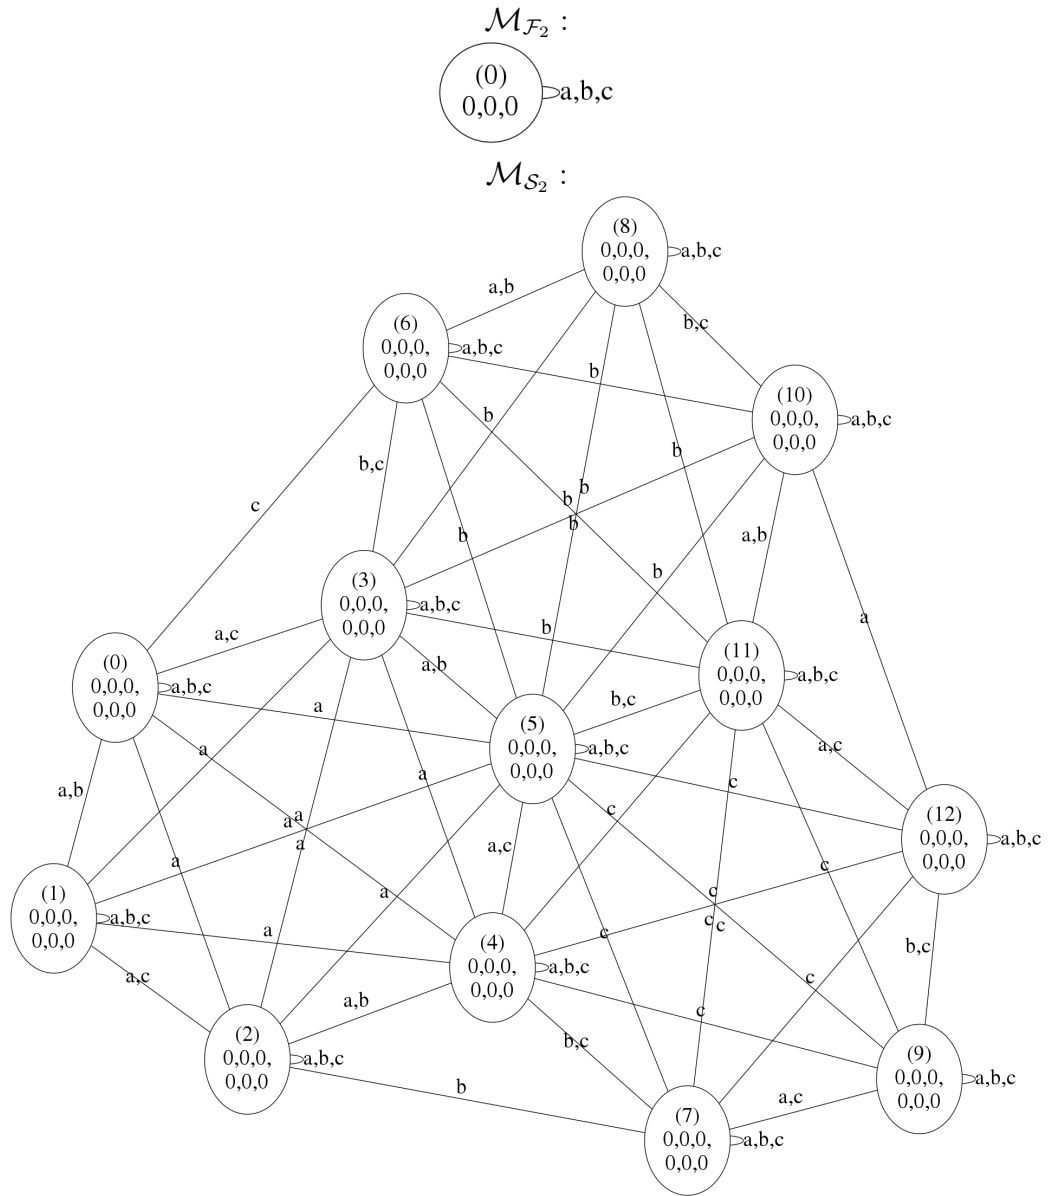 𝓜𝓕₂ :
(0)
0,0,0
a,b,c
𝓜𝓢₂ :
(8)
0,0,0,
0,0,0
a,b,c
a,b
b,c
(6)
0,0,0,
0,0,0
a,b,c
b
(10)
0,0,0,
0,0,0
a,b,c
b
b,c
b
c
b
b
b
b
a,b
b
(3)
0,0,0,
0,0,0
a,b,c
a
a,c
b
(0)
0,0,0,
0,0,0
a,b,c
a,b
(11)
0,0,0,
0,0,0
a,b,c
b,c
a
(5)
0,0,0,
0,0,0
a,b,c
a
a,c
a,b
a
c
c
(12)
0,0,0,
0,0,0
a,b,c
a
a
a
a,c
a
c
a
c
(1)
0,0,0,
0,0,0
a,b,c
a
c
c
c
c
b,c
(4)
0,0,0,
0,0,0
a,b,c
a,c
c
a,b
c
(2)
0,0,0,
0,0,0
a,b,c
b,c
(9)
0,0,0,
0,0,0
a,b,c
b
a,c
(7)
0,0,0,
0,0,0
a,b,c